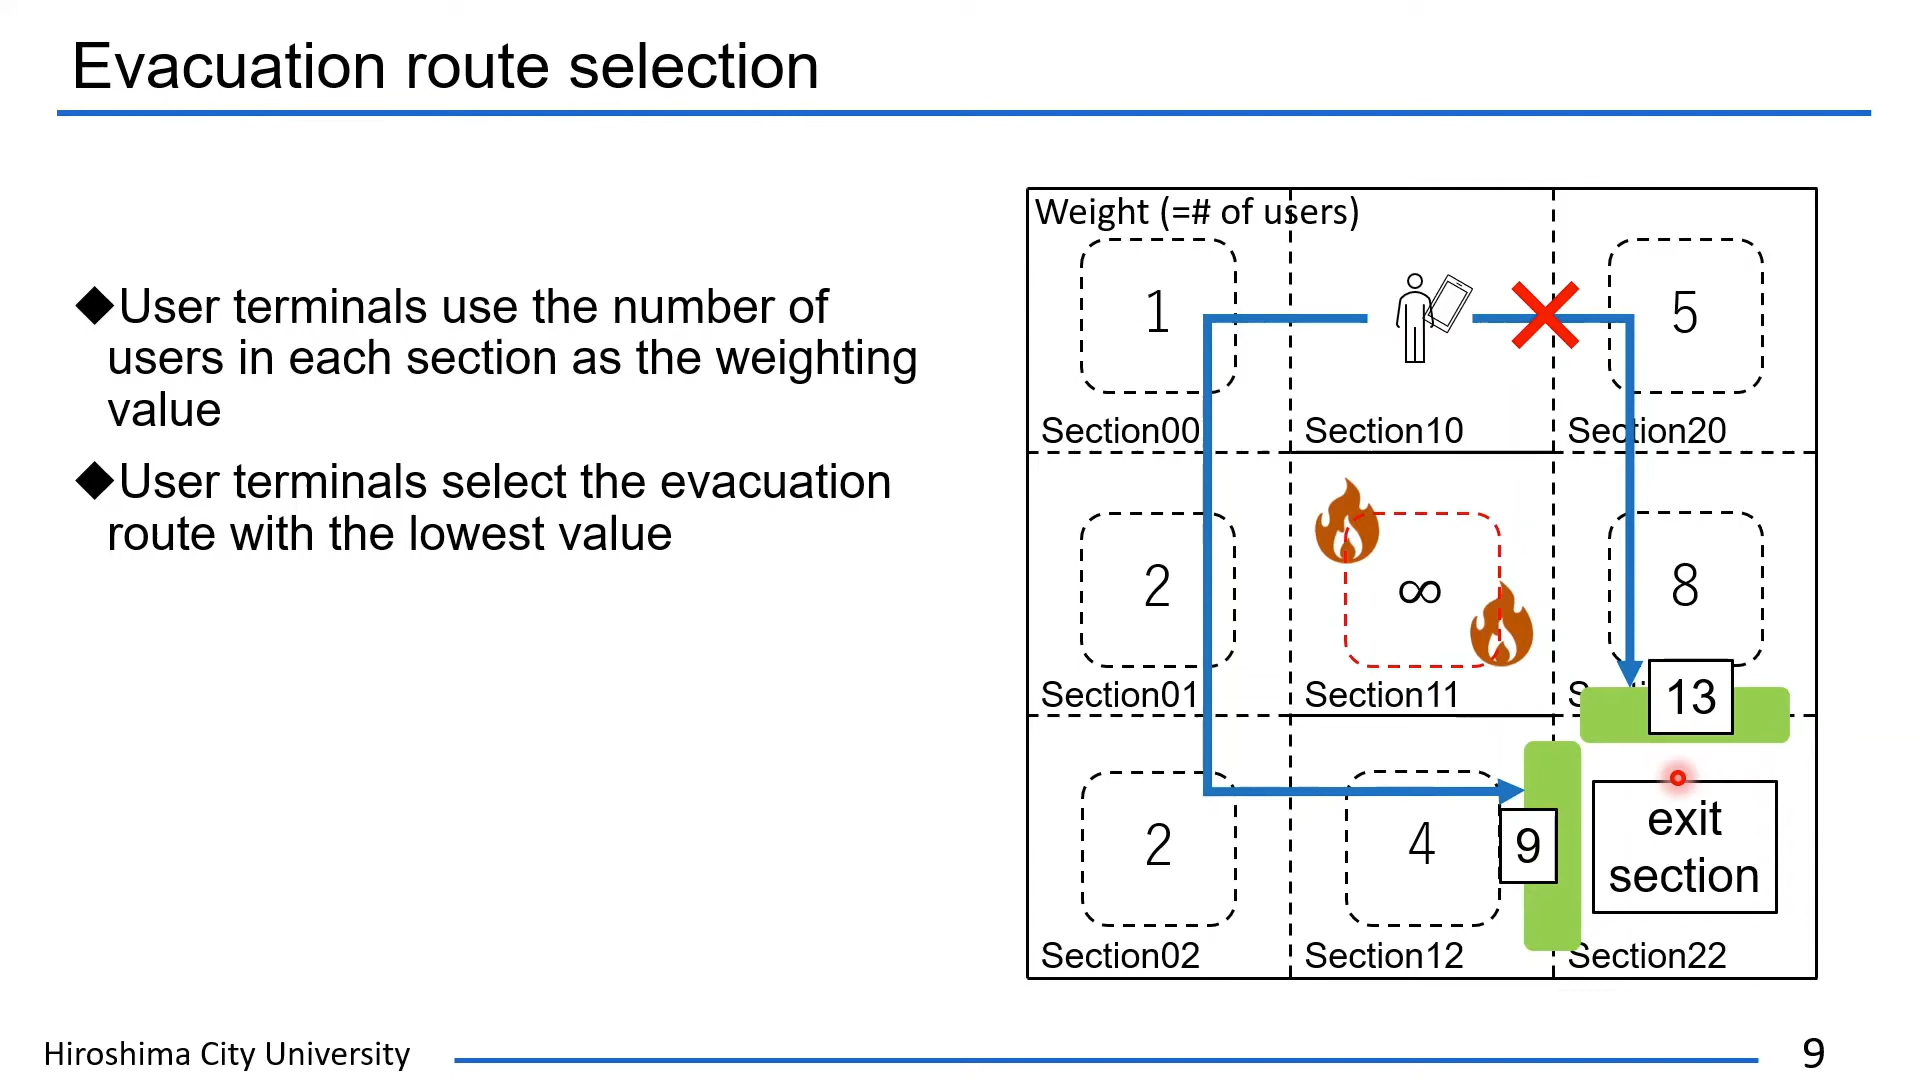 Evacuation route selection
◆User terminals use the number of
users in each section as the weighting
value
◆User terminals select the evacuation
route with the lowest value
Weight (=# of users)
1
5
Section00
Section10
Section20
2
∞
8
Section01
Section11
13
2
4
9
exit
section
Section02
Section12
Section22
Hiroshima City University
9